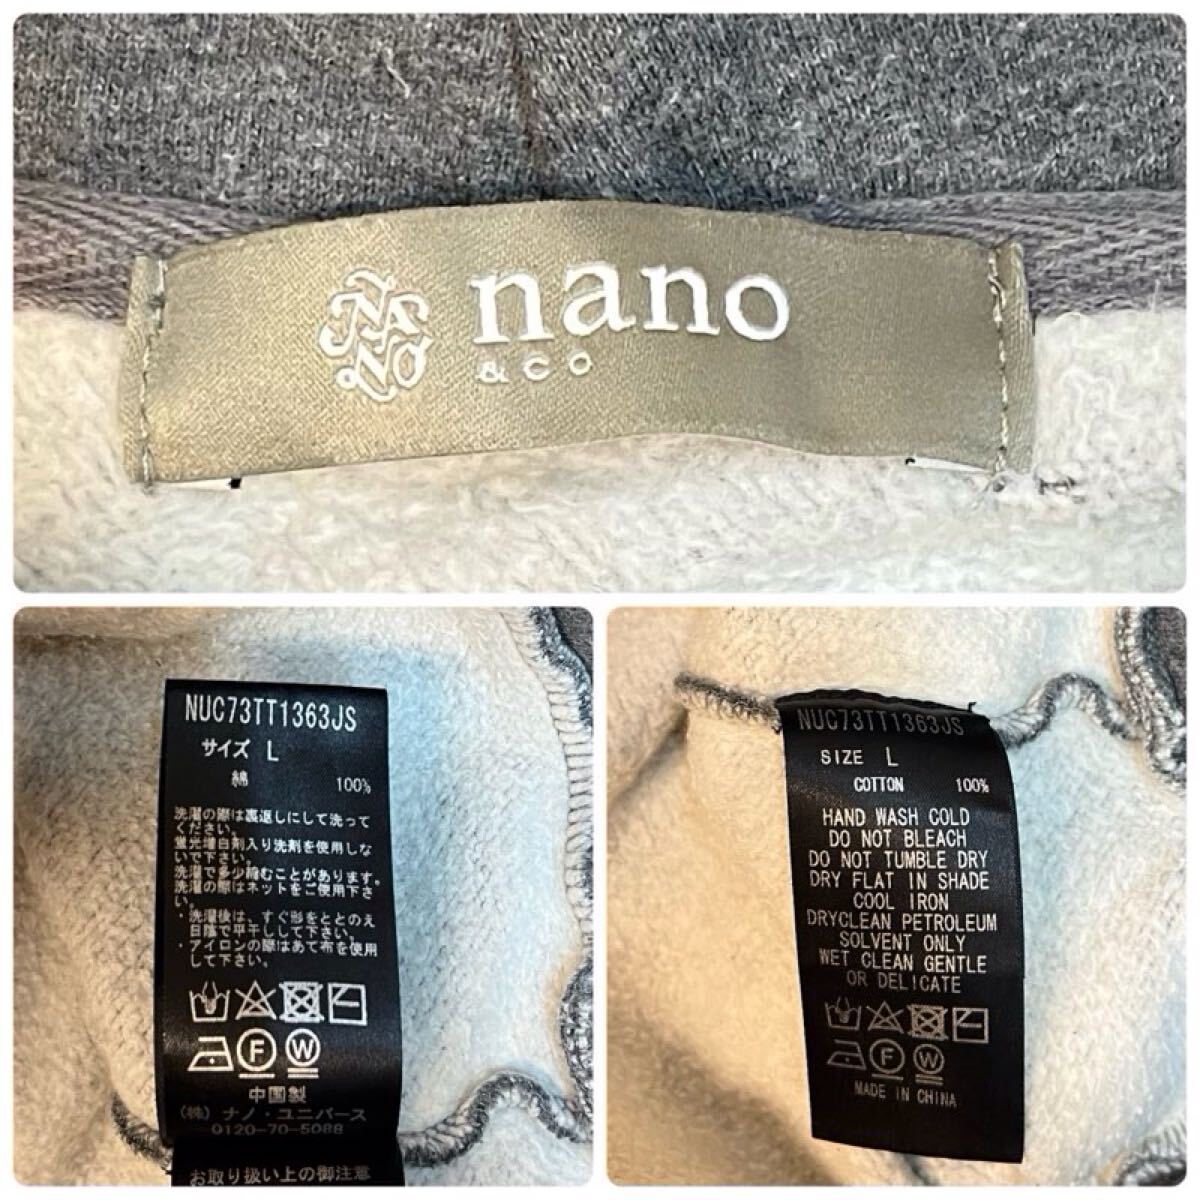 NANO
nano
&co
NUC73TT1363JS
サイズ L
綿 100%
洗濯の際は裏返しにして洗って
ください。
蛍光増白剤入り洗剤を使用しな
いで下さい。
洗濯で多少縮むことがあります。
洗濯の際はネットをご使用下さ
い。
・洗濯後は、すぐ形をととのえ
日陰で平干しして下さい。
・アイロンの際はあて布を使用
して下さい。
F W
中国製
(株) ナノ・ユニバース
0120-70-5088
お取り扱い上の御注意
NUC73TT1363JS
SIZE L
COTTON 100%
HAND WASH COLD
DO NOT BLEACH
DO NOT TUMBLE DRY
DRY FLAT IN SHADE
COOL IRON
DRYCLEAN PETROLEUM
SOLVENT ONLY
WET CLEAN GENTLE
OR DELICATE
F W
MADE IN CHINA